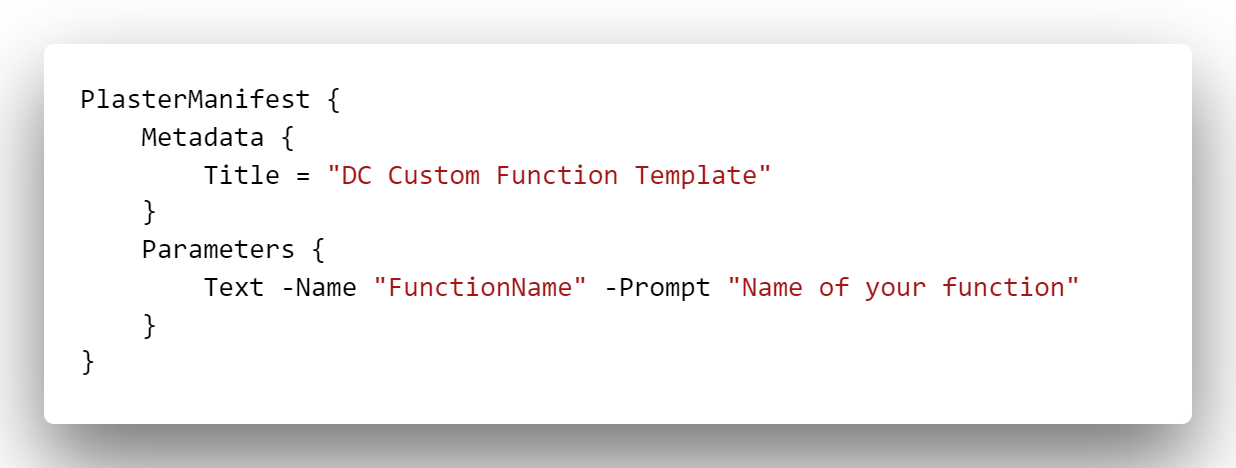 PlasterManifest {
    Metadata {
        Title = "DC Custom Function Template"
    }
    Parameters {
        Text -Name "FunctionName" -Prompt "Name of your function"
    }
}